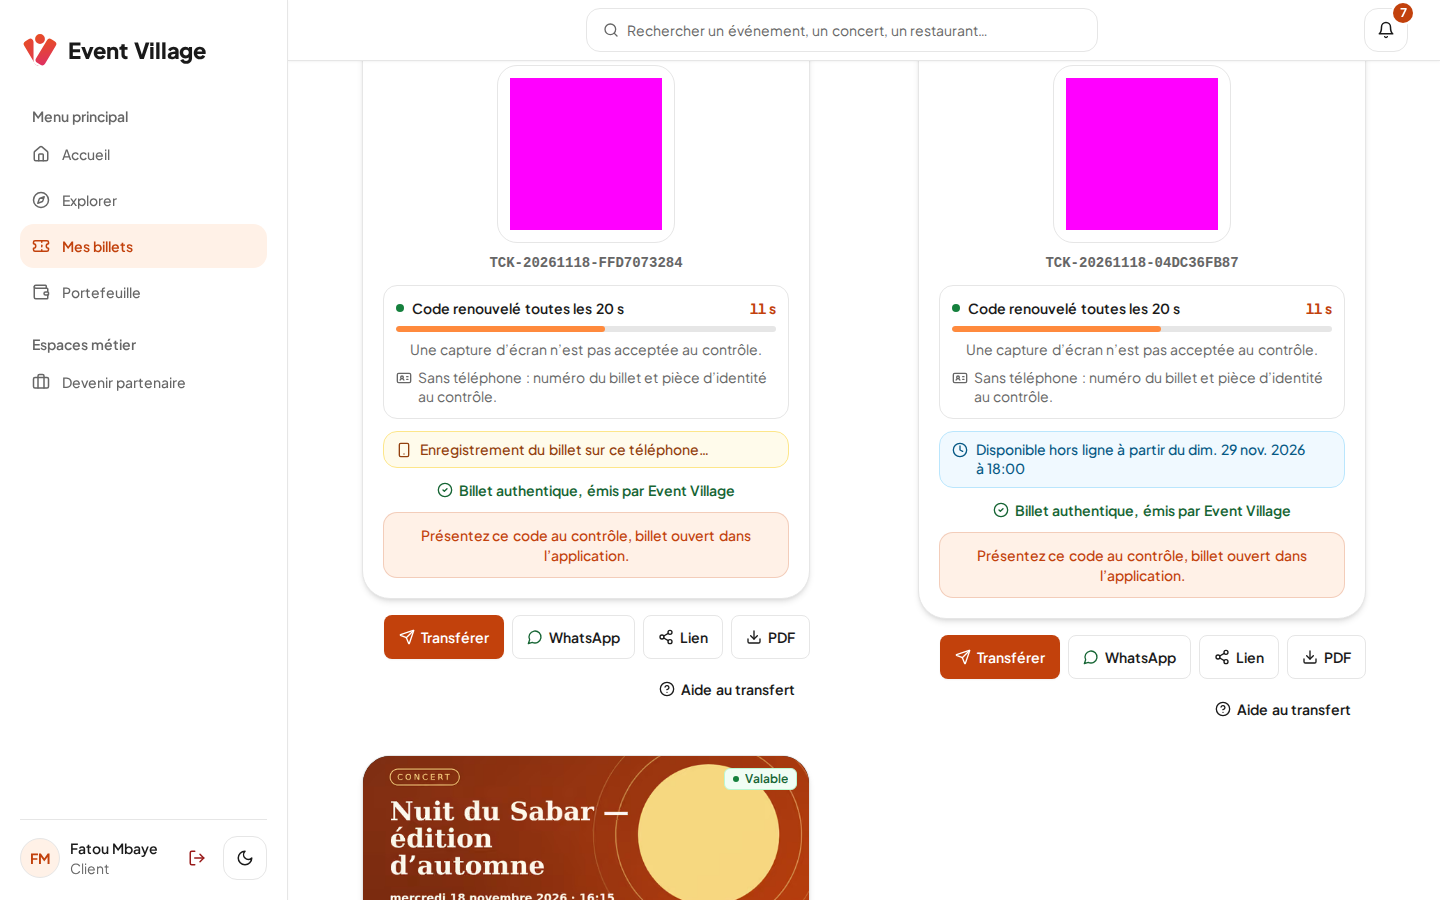 Event Village
Rechercher un événement, un concert, un restaurant...
7
Menu principal
Accueil
Explorer
Mes billets
Portefeuille
Espaces métier
Devenir partenaire
FM
Fatou Mbaye
Client
TCK-20261118-FFD7073284
Code renouvelé toutes les 20 s
11 s
Une capture d’écran n’est pas acceptée au contrôle.
Sans téléphone : numéro du billet et pièce d’identité
au contrôle.
Enregistrement du billet sur ce téléphone…
Billet authentique, émis par Event Village
Présentez ce code au contrôle, billet ouvert dans
l’application.
Transférer
WhatsApp
Lien
PDF
Aide au transfert
TCK-20261118-04DC36FB87
Code renouvelé toutes les 20 s
11 s
Une capture d’écran n’est pas acceptée au contrôle.
Sans téléphone : numéro du billet et pièce d’identité
au contrôle.
Disponible hors ligne à partir du dim. 29 nov. 2026
à 18:00
Billet authentique, émis par Event Village
Présentez ce code au contrôle, billet ouvert dans
l’application.
Transférer
WhatsApp
Lien
PDF
Aide au transfert
CONCERT
Valable
Nuit du Sabar —
édition
d’automne
mercredi 18 novembre 2026 · 16:15